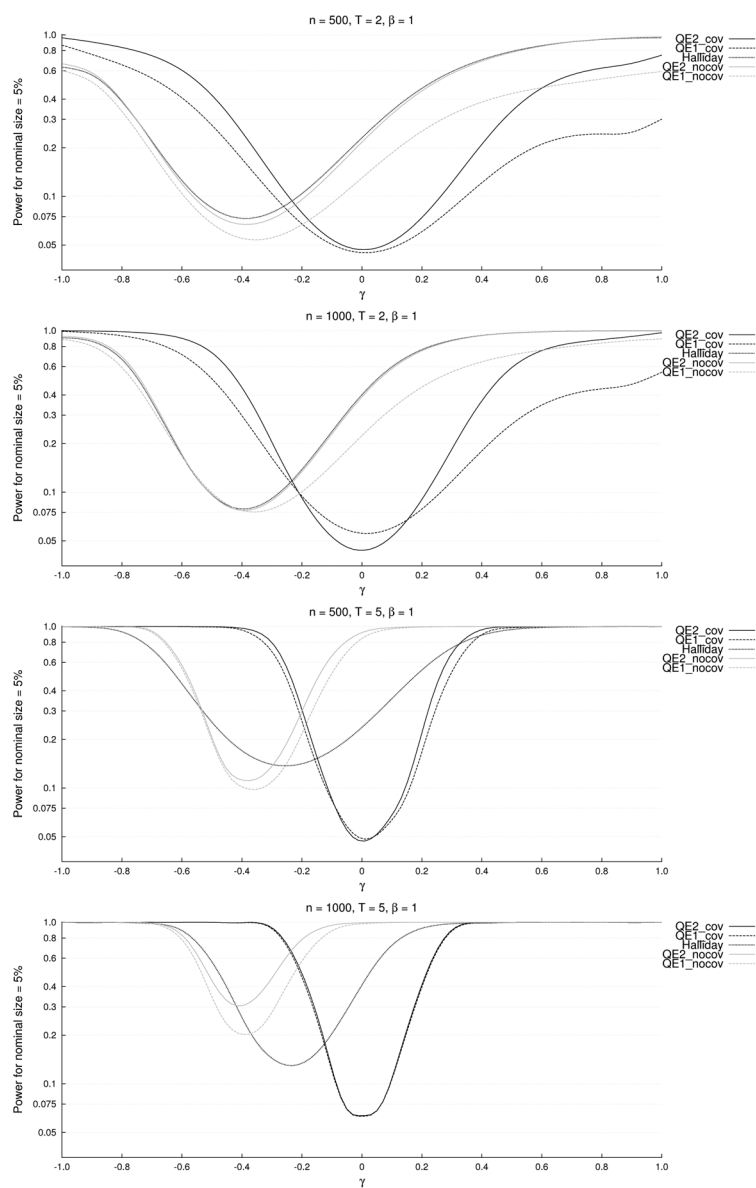 n = 500, T = 2, β = 1
Power for nominal size = 5%
1.0
0.8
0.6
0.4
0.3
0.2
0.1
0.075
0.05
-1.0 -0.8 -0.6 -0.4 -0.2 0 0.2 0.4 0.6 0.8 1.0
γ
QE2_cov
QE1_cov
Halliday
QE2_nocov
QE1_nocov
n = 1000, T = 2, β = 1
Power for nominal size = 5%
1.0
0.8
0.6
0.4
0.3
0.2
0.1
0.075
0.05
-1.0 -0.8 -0.6 -0.4 -0.2 0 0.2 0.4 0.6 0.8 1.0
γ
QE2_cov
QE1_cov
Halliday
QE2_nocov
QE1_nocov
n = 500, T = 5, β = 1
Power for nominal size = 5%
1.0
0.8
0.6
0.4
0.3
0.2
0.1
0.075
0.05
-1.0 -0.8 -0.6 -0.4 -0.2 0 0.2 0.4 0.6 0.8 1.0
γ
QE2_cov
QE1_cov
Halliday
QE2_nocov
QE1_nocov
n = 1000, T = 5, β = 1
Power for nominal size = 5%
1.0
0.8
0.6
0.4
0.3
0.2
0.1
0.075
0.05
-1.0 -0.8 -0.6 -0.4 -0.2 0 0.2 0.4 0.6 0.8 1.0
γ
QE2_cov
QE1_cov
Halliday
QE2_nocov
QE1_nocov